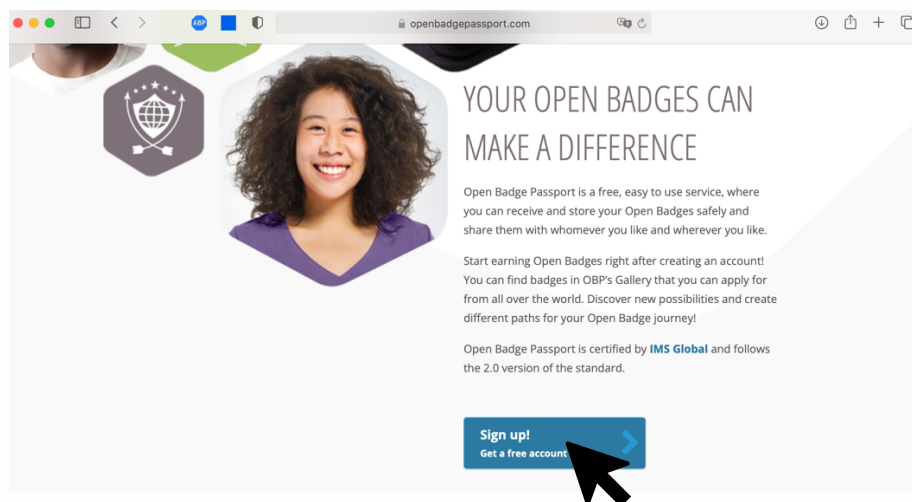 ABP
openbadgepassport.com
YOUR OPEN BADGES CAN
MAKE A DIFFERENCE
Open Badge Passport is a free, easy to use service, where
you can receive and store your Open Badges safely and
share them with whomever you like and wherever you like.
Start earning Open Badges right after creating an account!
You can find badges in OBP's Gallery that you can apply for
from all over the world. Discover new possibilities and create
different paths for your Open Badge journey!
Open Badge Passport is certified by IMS Global and follows
the 2.0 version of the standard.
Sign up!
Get a free account